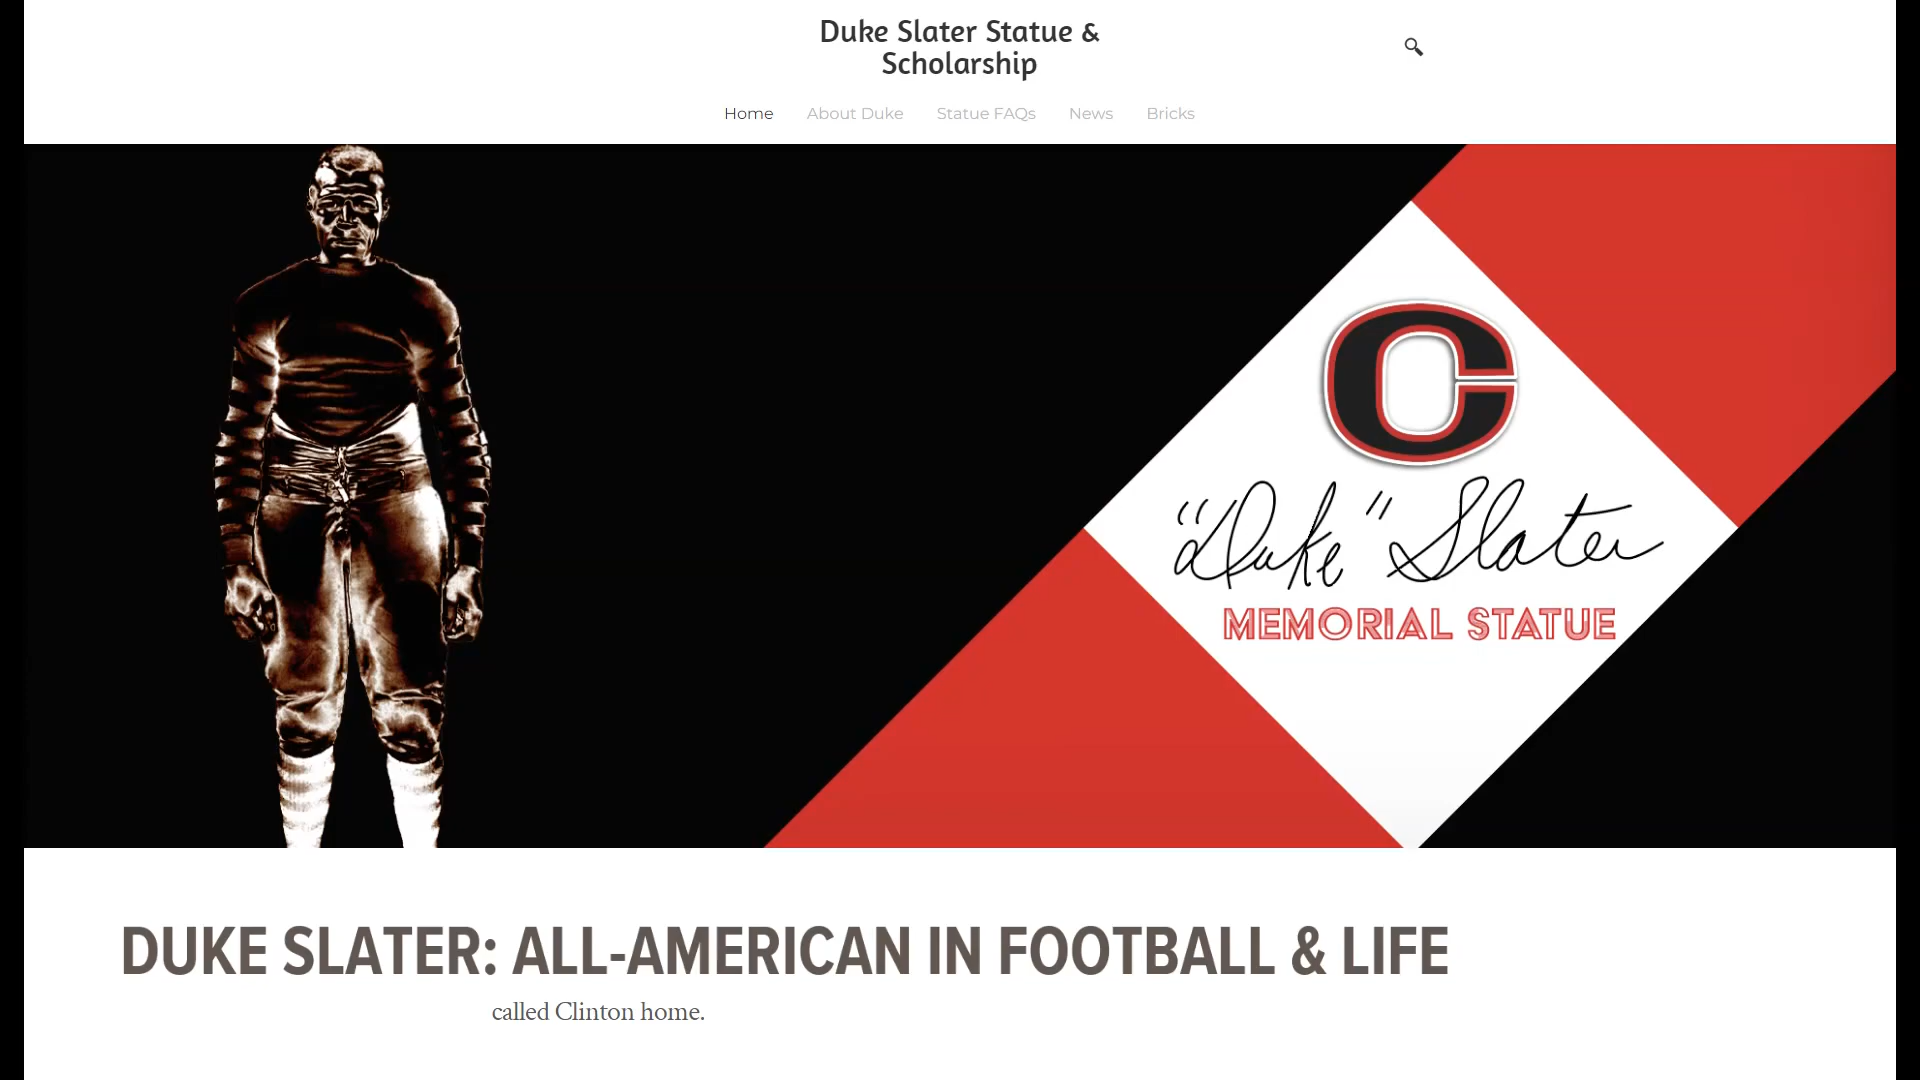 Duke Slater Statue &
Scholarship
Home About Duke Statue FAQs News Bricks
C
"Duke" Slater
MEMORIAL STATUE
DUKE SLATER: ALL-AMERICAN IN FOOTBALL & LIFE
called Clinton home.